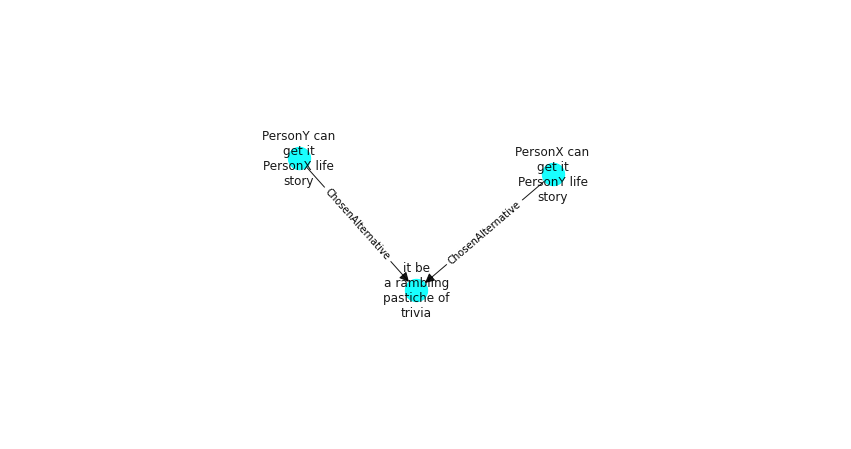 PersonY can
get it
PersonX life
story
PersonX can
get it
PersonY life
story
ChosenAlternative
ChosenAlternative
it be
a rambling
pastiche of
trivia